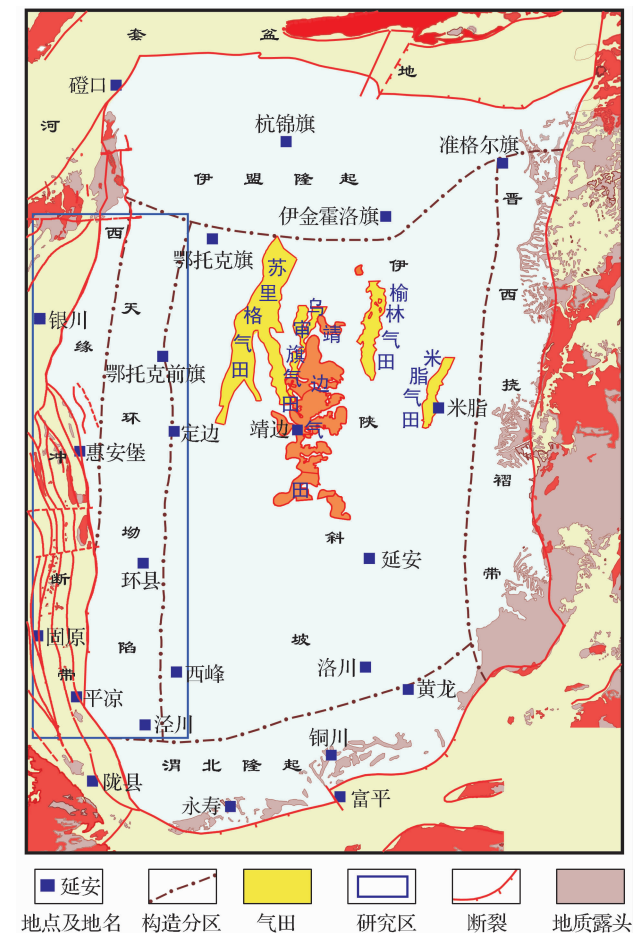 套 盆
地
河
磴口
杭锦旗
准格尔旗
伊 盟 隆 起
晋
西
挠
褶
带
伊金霍洛旗
鄂托克旗
西
缘
冲
断
带
天
环
坳
陷
伊
陕
斜
坡
苏
里
格
气
田
乌
审
旗
气
田
靖
边
气
田
榆
林
气
田
米
脂
气
田
银川
鄂托克前旗
米脂
定边
靖边
惠安堡
环县
延安
固原
西峰
洛川
平凉
黄龙
泾川
铜川
渭 北 隆 起
陇县
永寿
富平
延安
地点及地名 构造分区 气田 研究区 断裂 地质露头